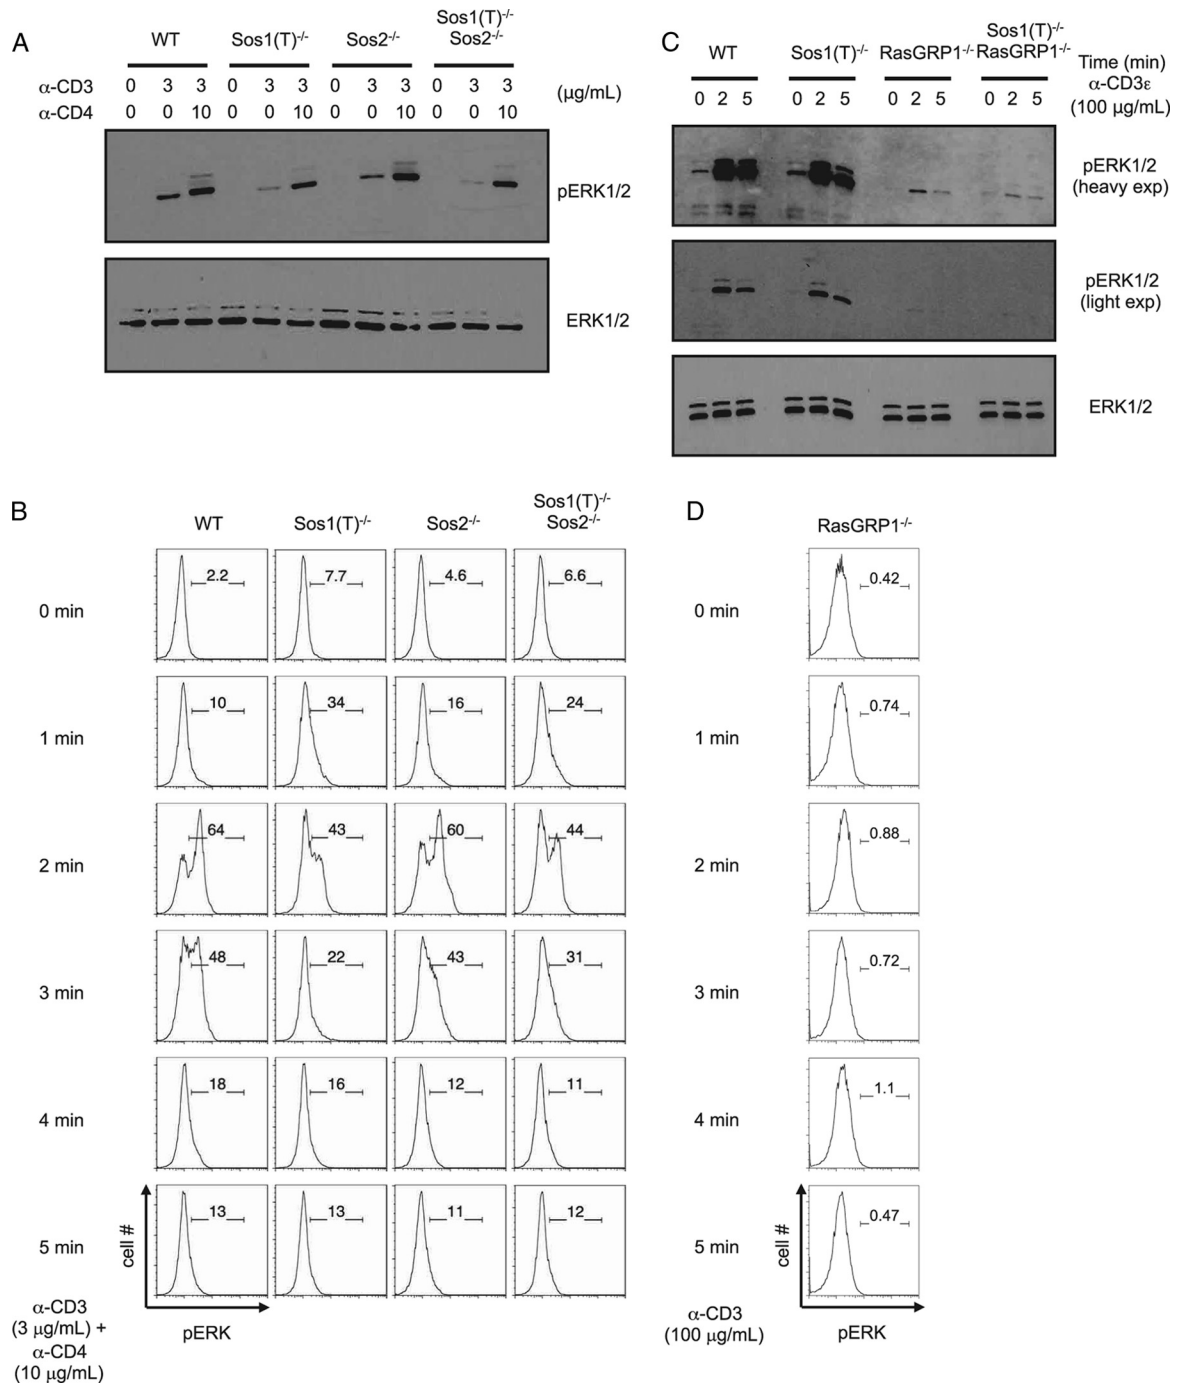 A
WT Sos1(T)-/- Sos2-/- Sos1(T)-/-
Sos2-/-
α-CD3 0 3 3 0 3 3 0 3 3 0 3 3 (μg/mL)
α-CD4 0 0 10 0 0 10 0 0 10 0 0 10
pERK1/2
ERK1/2
C
WT Sos1(T)-/- RasGRP1-/- Sos1(T)-/-
RasGRP1-/-
Time (min)
0 2 5 0 2 5 0 2 5 0 2 5
α-CD3ε
(100 μg/mL)
pERK1/2
(heavy exp)
pERK1/2
(light exp)
ERK1/2
B
WT Sos1(T)-/- Sos2-/- Sos1(T)-/-
Sos2-/-
0 min 2.2 7.7 4.6 6.6
1 min 10 34 16 24
2 min 64 43 60 44
3 min 48 22 43 31
4 min 18 16 12 11
5 min 13 13 11 12
cell #
pERK
α-CD3
(3 μg/mL) +
α-CD4
(10 μg/mL)
D
RasGRP1-/-
0 min 0.42
1 min 0.74
2 min 0.88
3 min 0.72
4 min 1.1
5 min 0.47
cell #
pERK
α-CD3
(100 μg/mL)